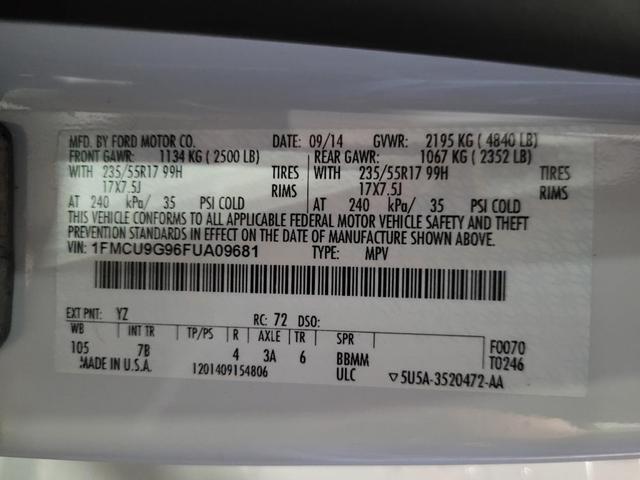 MFD. BY FORD MOTOR CO. DATE: 09/14 GVWR: 2195 KG ( 4840 LB)
FRONT GAWR: 1134 KG ( 2500 LB) REAR GAWR: 1067 KG ( 2352 LB)
WITH 235/55R17 99H TIRES WITH 235/55R17 99H TIRES
17X7.5J RIMS 17X7.5J RIMS
AT 240 kPa/ 35 PSI COLD AT 240 kPa/ 35 PSI COLD
THIS VEHICLE CONFORMS TO ALL APPLICABLE FEDERAL MOTOR VEHICLE SAFETY AND THEFT
PREVENTION STANDARDS IN EFFECT ON THE DATE OF MANUFACTURE SHOWN ABOVE.
VIN: 1FMCU9G96FUA09681 TYPE: MPV
EXT PNT: YZ RC: 72 DSO:
WB INT TR TP/PS R AXLE TR SPR F0070
105 7B 4 3A 6 BBMM T0246
MADE IN U.S.A. 1201409154806 ULC ▽5U5A-3520472-AA